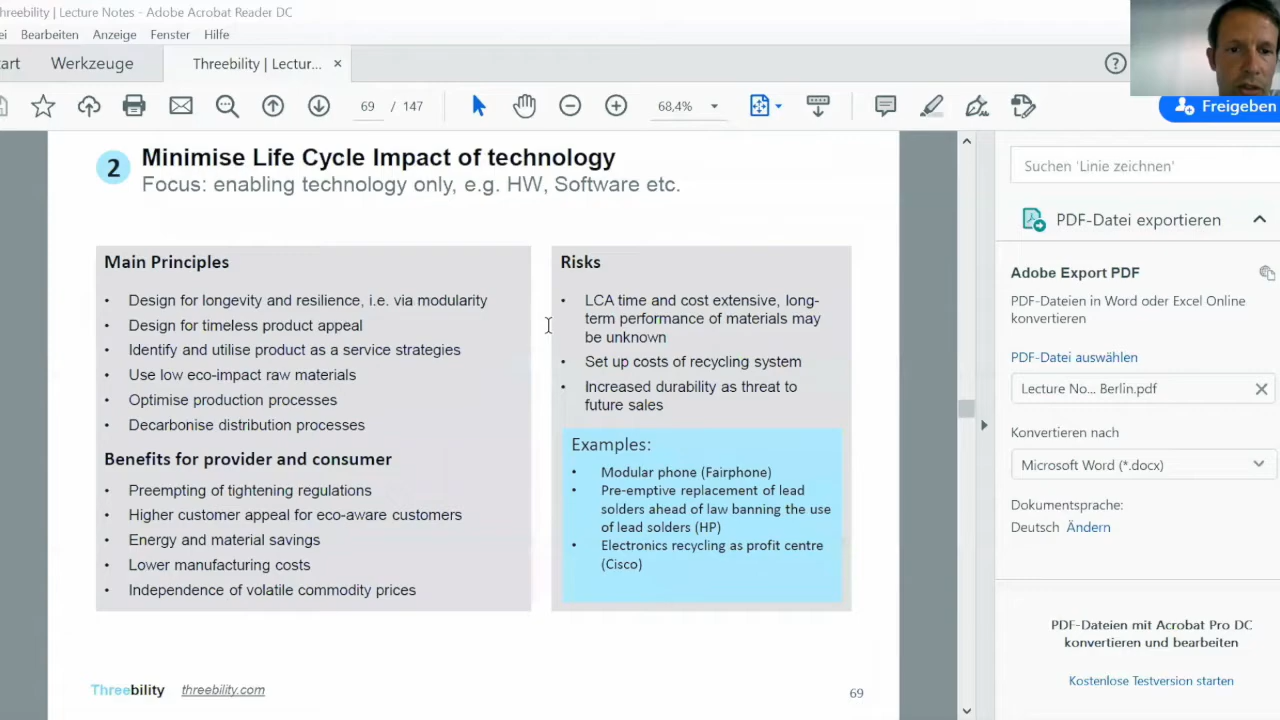 hreebility | Lecture Notes - Adobe Acrobat Reader DC
ei Bearbeiten Anzeige Fenster Hilfe
tart Werkzeuge Threebility | Lectur... ×
69 / 147 68,4% Freigeben
2 Minimise Life Cycle Impact of technology
Focus: enabling technology only, e.g. HW, Software etc.
Main Principles
• Design for longevity and resilience, i.e. via modularity
• Design for timeless product appeal
• Identify and utilise product as a service strategies
• Use low eco-impact raw materials
• Optimise production processes
• Decarbonise distribution processes
Benefits for provider and consumer
• Preempting of tightening regulations
• Higher customer appeal for eco-aware customers
• Energy and material savings
• Lower manufacturing costs
• Independence of volatile commodity prices
Risks
• LCA time and cost extensive, long-
term performance of materials may
be unknown
• Set up costs of recycling system
• Increased durability as threat to
future sales
Examples:
• Modular phone (Fairphone)
• Pre-emptive replacement of lead
solders ahead of law banning the use
of lead solders (HP)
• Electronics recycling as profit centre
(Cisco)
Threebility threebility.com 69
Suchen 'Linie zeichnen'
PDF-Datei exportieren
Adobe Export PDF
PDF-Dateien in Word oder Excel Online
konvertieren
PDF-Datei auswählen
Lecture No... Berlin.pdf
Konvertieren nach
Microsoft Word (*.docx)
Dokumentsprache:
Deutsch Ändern
PDF-Dateien mit Acrobat Pro DC
konvertieren und bearbeiten
Kostenlose Testversion starten